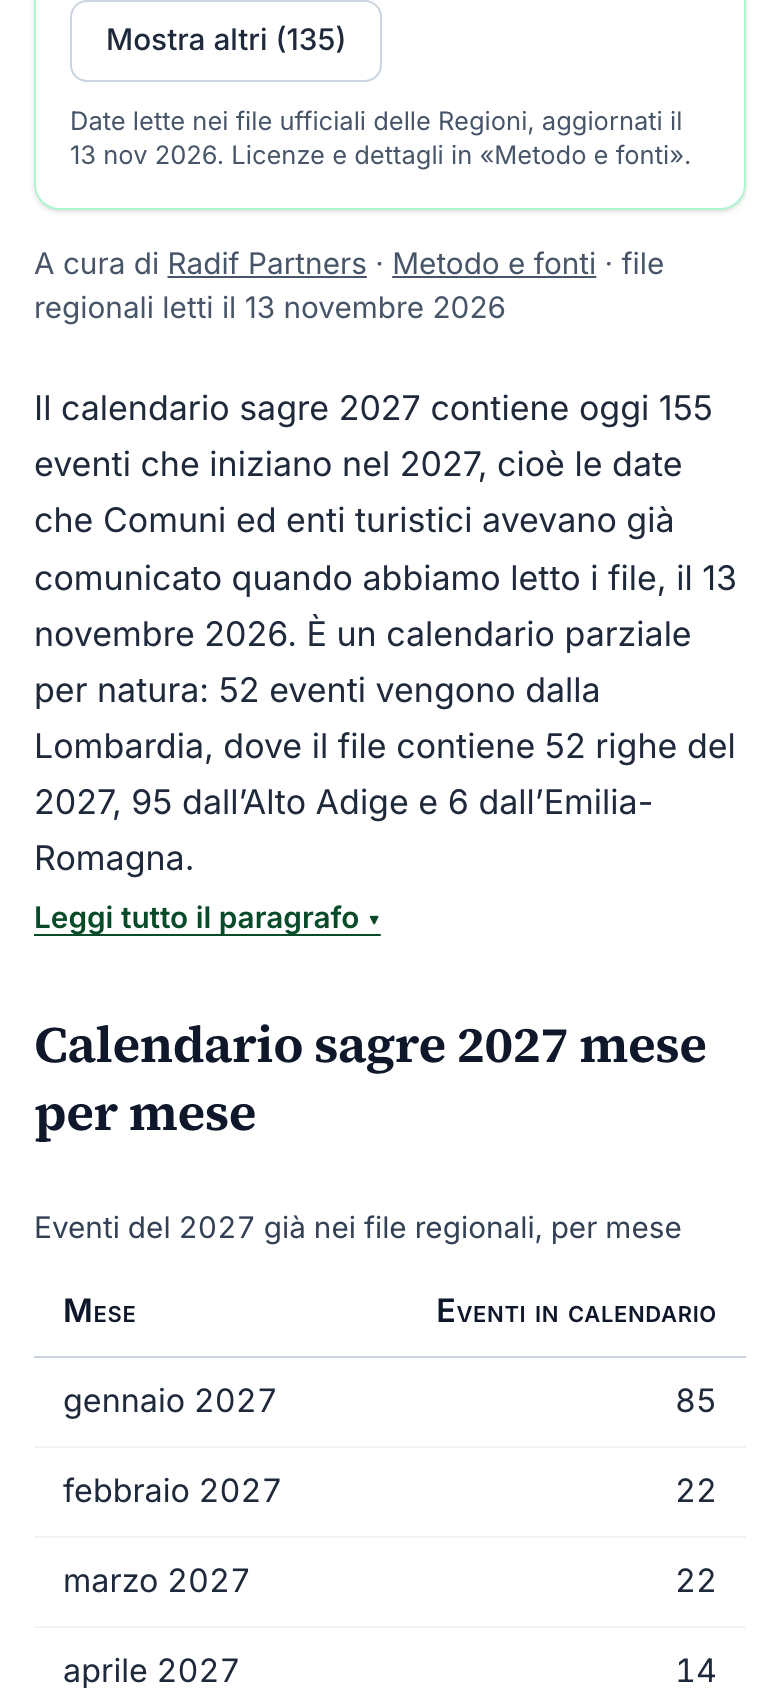 Mostra altri (135)
Date lette nei file ufficiali delle Regioni, aggiornati il
13 nov 2026. Licenze e dettagli in «Metodo e fonti».
A cura di Radif Partners · Metodo e fonti · file
regionali letti il 13 novembre 2026
Il calendario sagre 2027 contiene oggi 155
eventi che iniziano nel 2027, cioè le date
che Comuni ed enti turistici avevano già
comunicato quando abbiamo letto i file, il 13
novembre 2026. È un calendario parziale
per natura: 52 eventi vengono dalla
Lombardia, dove il file contiene 52 righe del
2027, 95 dall’Alto Adige e 6 dall’Emilia-
Romagna.
Leggi tutto il paragrafo ▾
Calendario sagre 2027 mese
per mese
Eventi del 2027 già nei file regionali, per mese
Mese Eventi in calendario
gennaio 2027 85
febbraio 2027 22
marzo 2027 22
aprile 2027 14